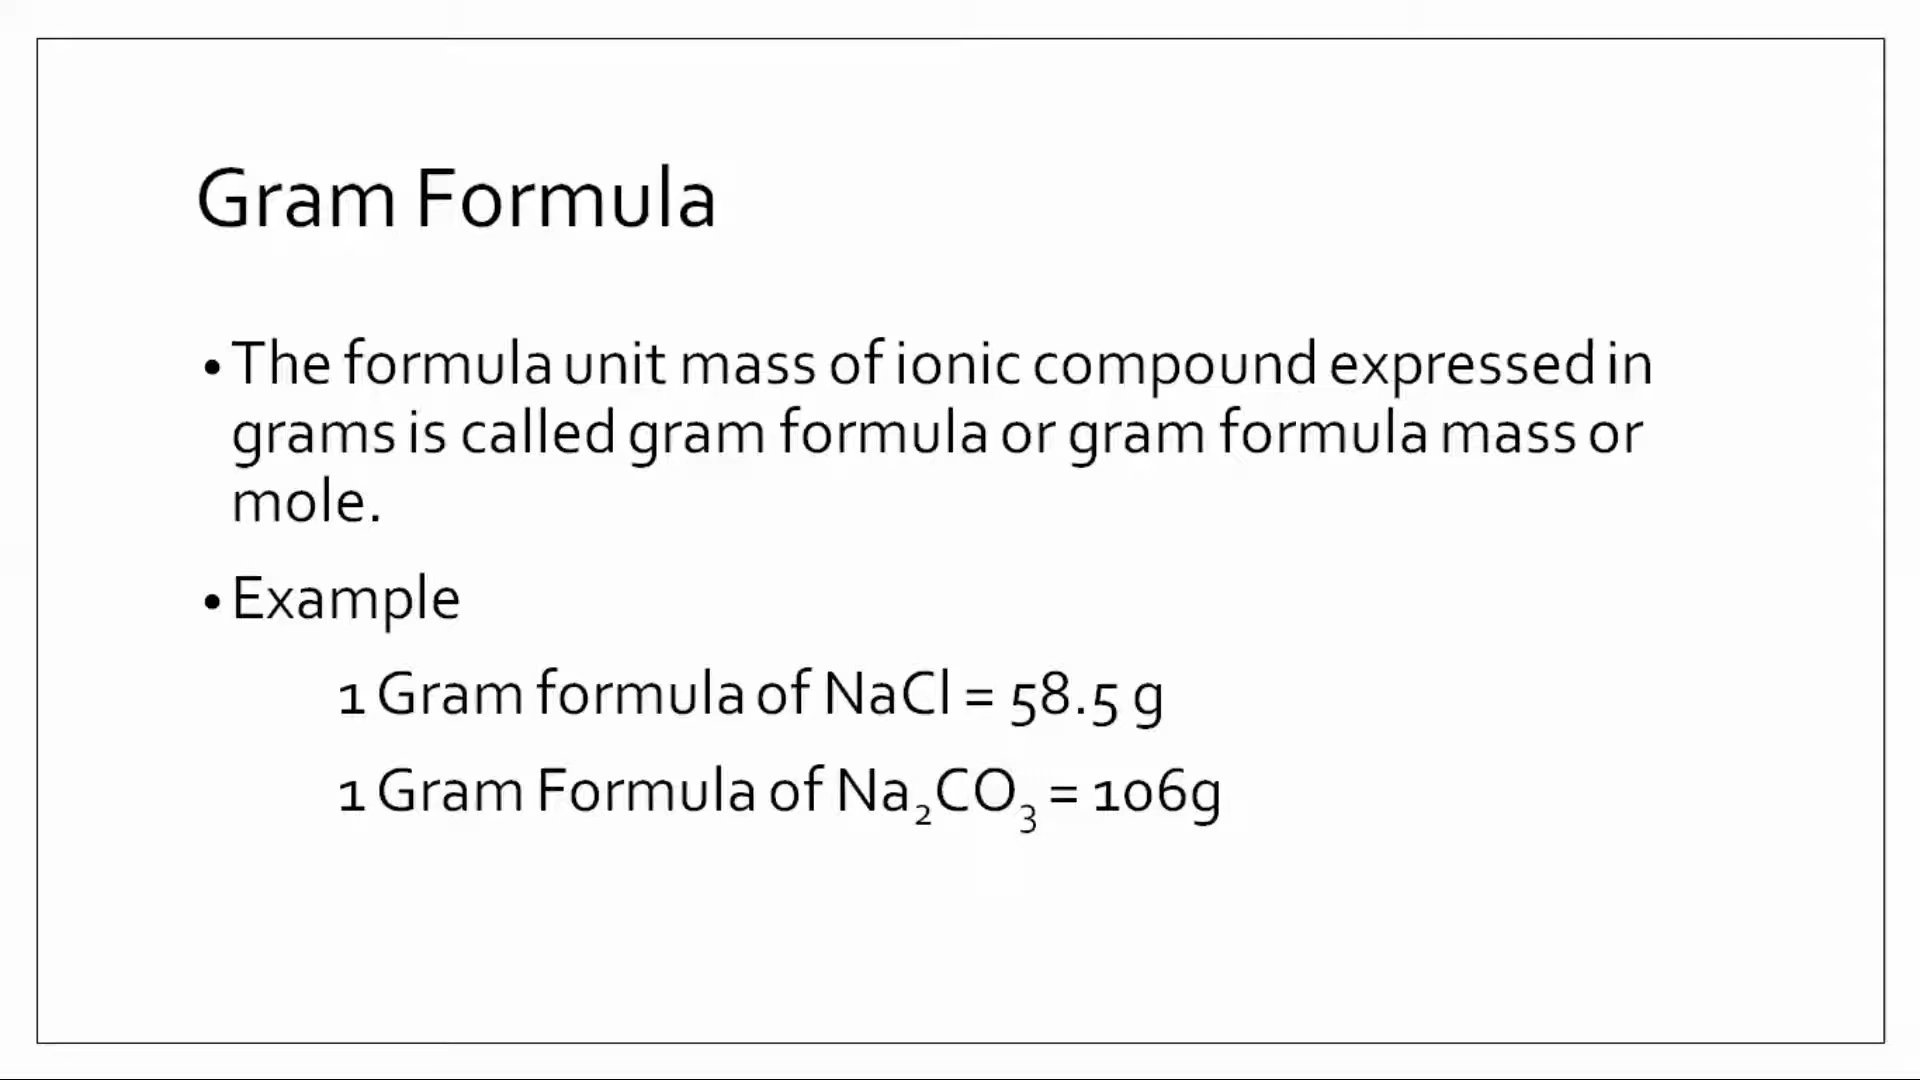 Gram Formula
• The formula unit mass of ionic compound expressed in
grams is called gram formula or gram formula mass or
mole.
• Example
1 Gram formula of NaCl = 58.5 g
1 Gram Formula of Na₂CO₃ = 106g